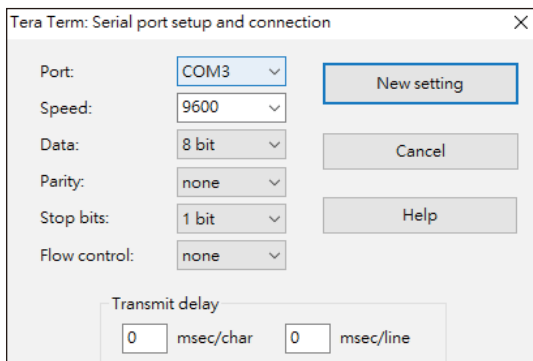 Tera Term: Serial port setup and connection
Port: COM3 New setting
Speed: 9600
Data: 8 bit Cancel
Parity: none
Stop bits: 1 bit Help
Flow control: none
Transmit delay
0 msec/char 0 msec/line